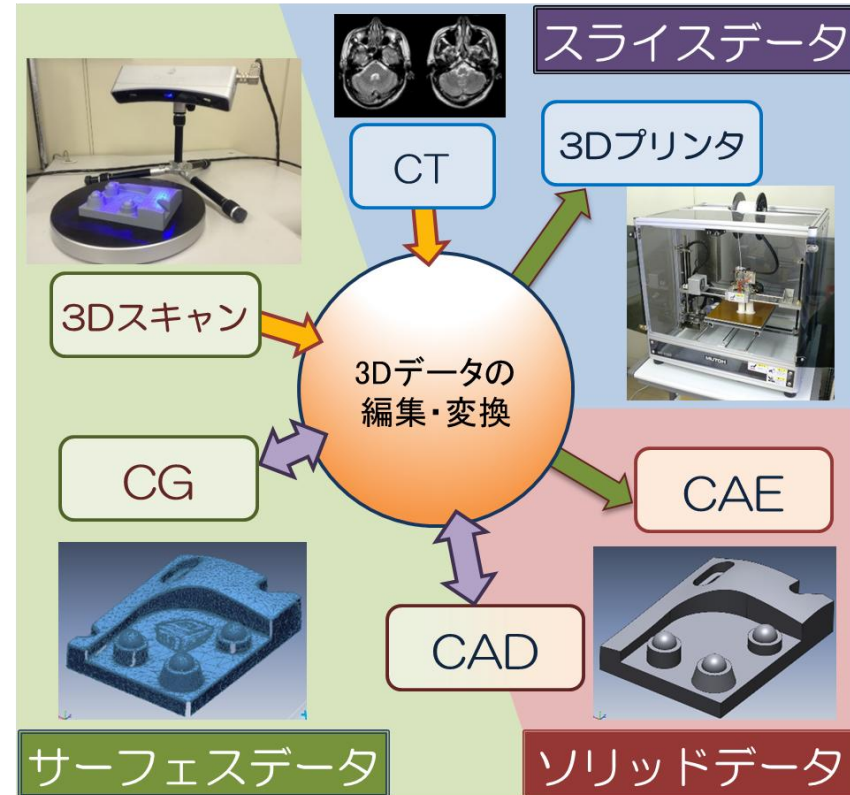 スライスデータ
CT
3Dプリンタ
3Dスキャン
3Dデータの
編集・変換
MUTOH
CG
CAE
CAD
サーフェスデータ
ソリッドデータ